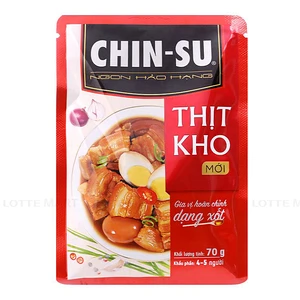 CHIN-SU®
NGON HẢO HẠNG
THỊT
KHO
MỚI
Gia vị hoàn chỉnh
dạng xốt
Khối lượng tịnh: 70 g
Khẩu phần: 4-5 người